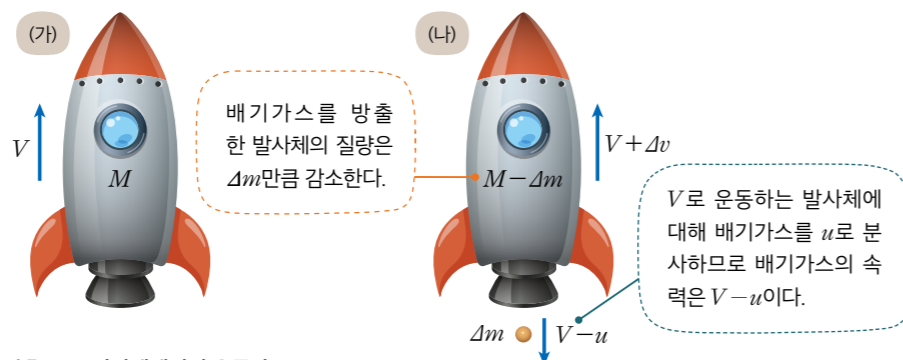 (가)
V
M
배기가스를 방출
한 발사체의 질량은
Δm만큼 감소한다.
(나)
V+Δv
M−Δm
V로 운동하는 발사체에
대해 배기가스를 u로 분
사하므로 배기가스의 속
력은 V−u이다.
Δm
V−u